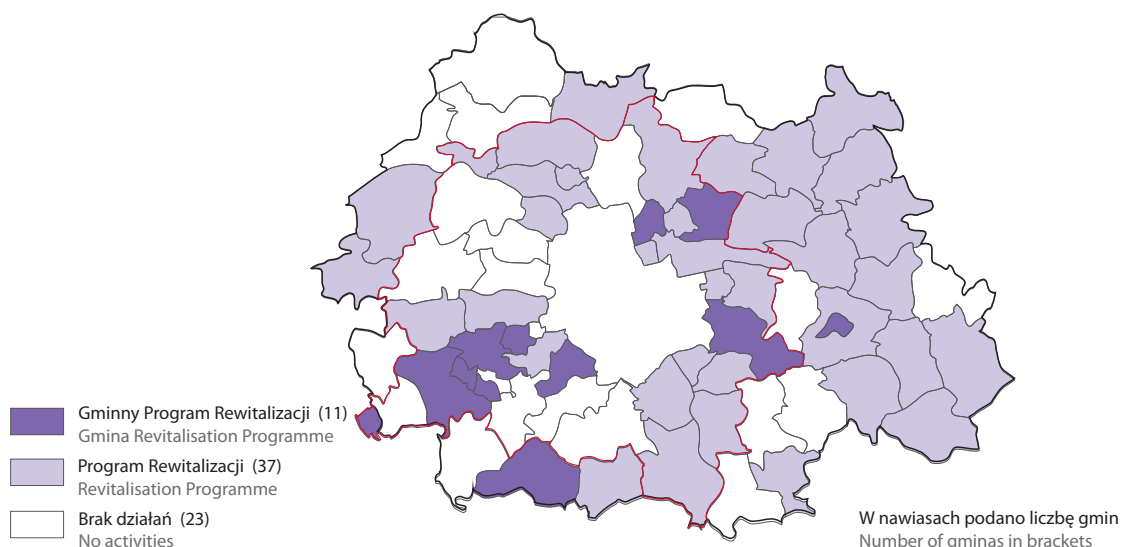 Gminny Program Rewitalizacji (11)
Gmina Revitalisation Programme
Program Rewitalizacji (37)
Revitalisation Programme
Brak działań (23)
No activities
W nawiasach podano liczbę gmin
Number of gminas in brackets